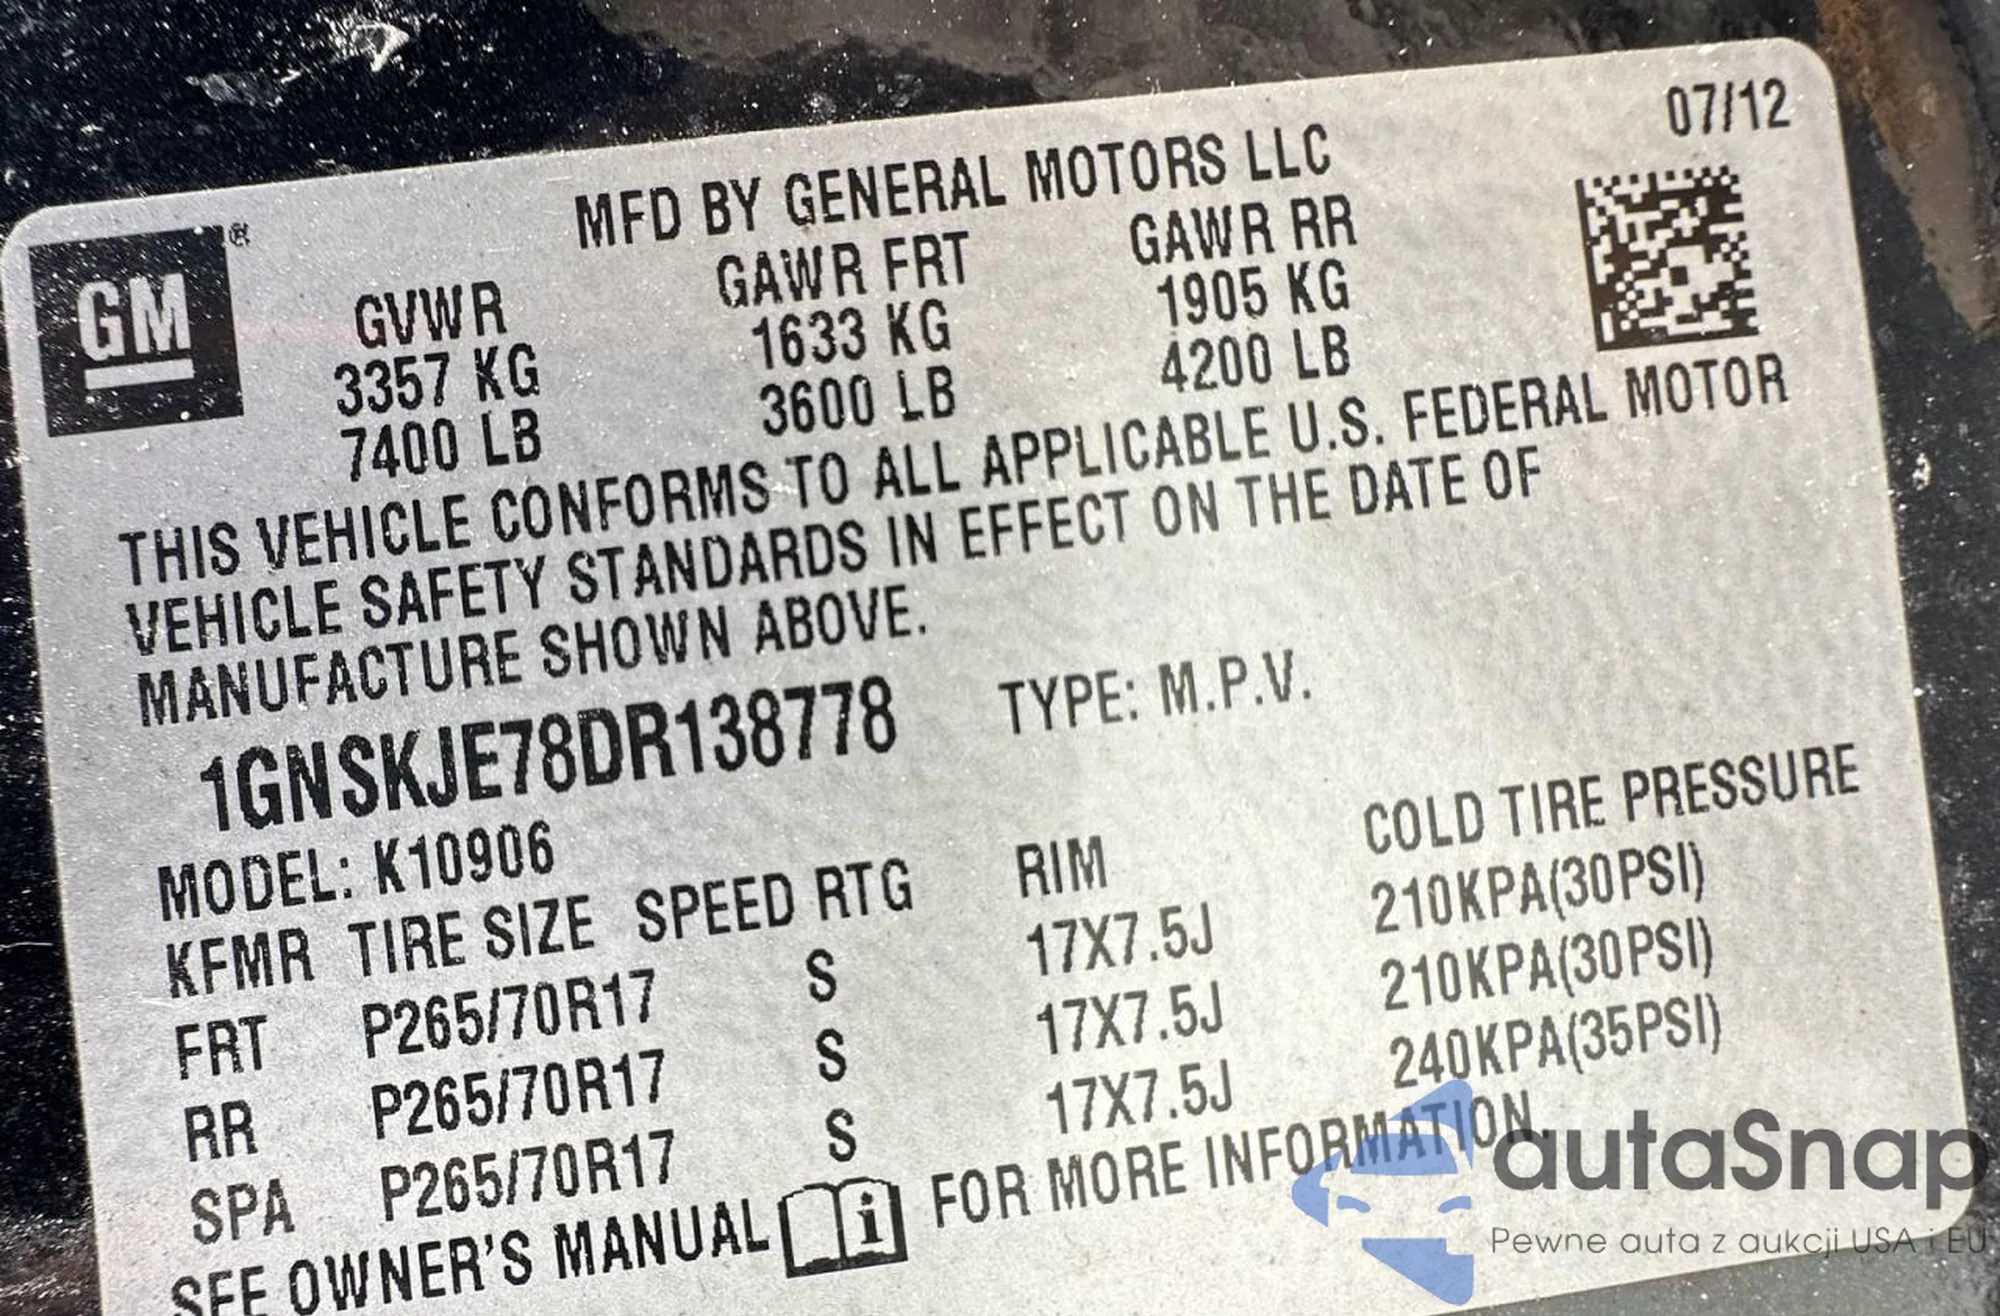 07/12
MFD BY GENERAL MOTORS LLC
GM®
GVWR GAWR FRT GAWR RR
3357 KG 1633 KG 1905 KG
7400 LB 3600 LB 4200 LB
THIS VEHICLE CONFORMS TO ALL APPLICABLE U.S. FEDERAL MOTOR
VEHICLE SAFETY STANDARDS IN EFFECT ON THE DATE OF
MANUFACTURE SHOWN ABOVE.
1GNSKJE78DR138778 TYPE: M.P.V.
MODEL: K10906
KFMR TIRE SIZE SPEED RTG RIM COLD TIRE PRESSURE
FRT P265/70R17 S 17X7.5J 210KPA(30PSI)
RR P265/70R17 S 17X7.5J 210KPA(30PSI)
SPA P265/70R17 S 17X7.5J 240KPA(35PSI)
SEE OWNER'S MANUAL i FOR MORE INFORMATION.
autaSnap
Pewne auta z aukcji USA i EU